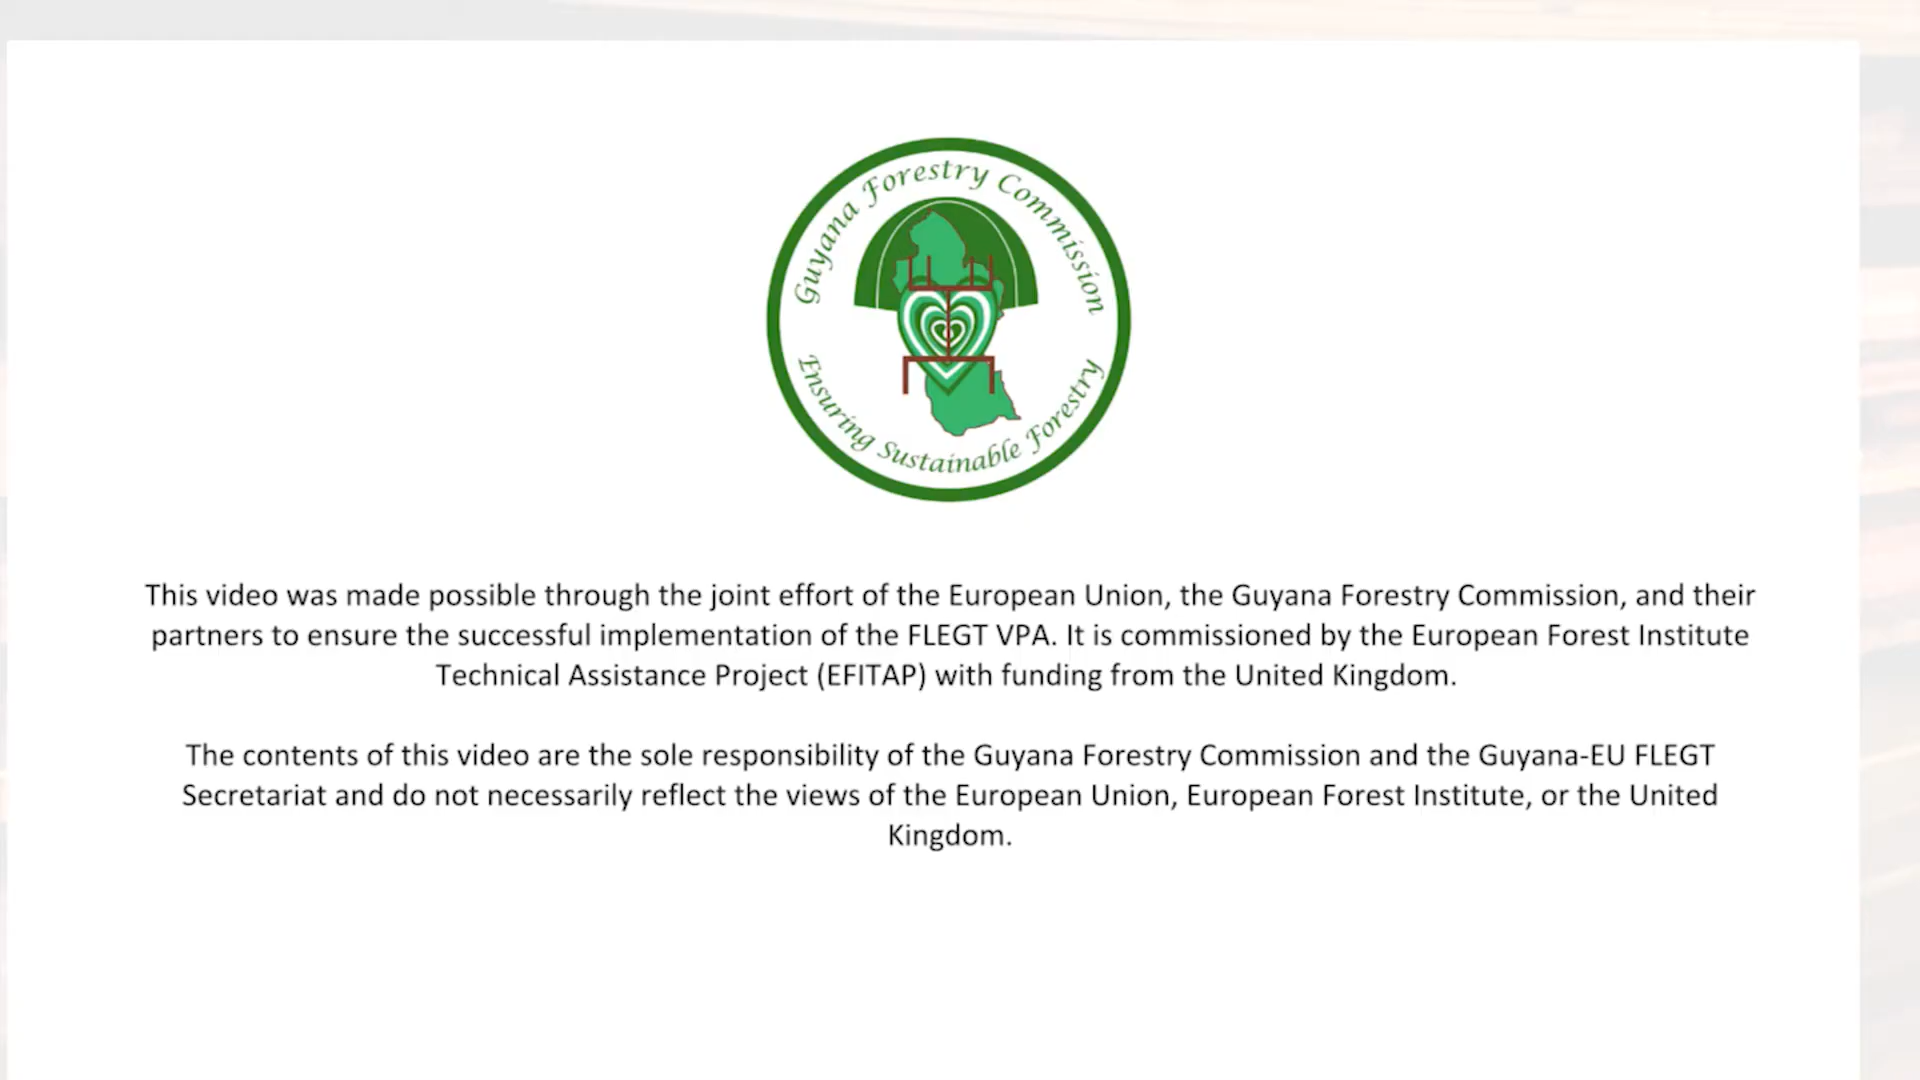 Guyana Forestry Commission
Ensuring Sustainable Forestry
This video was made possible through the joint effort of the European Union, the Guyana Forestry Commission, and their
partners to ensure the successful implementation of the FLEGT VPA. It is commissioned by the European Forest Institute
Technical Assistance Project (EFITAP) with funding from the United Kingdom.
The contents of this video are the sole responsibility of the Guyana Forestry Commission and the Guyana-EU FLEGT
Secretariat and do not necessarily reflect the views of the European Union, European Forest Institute, or the United
Kingdom.